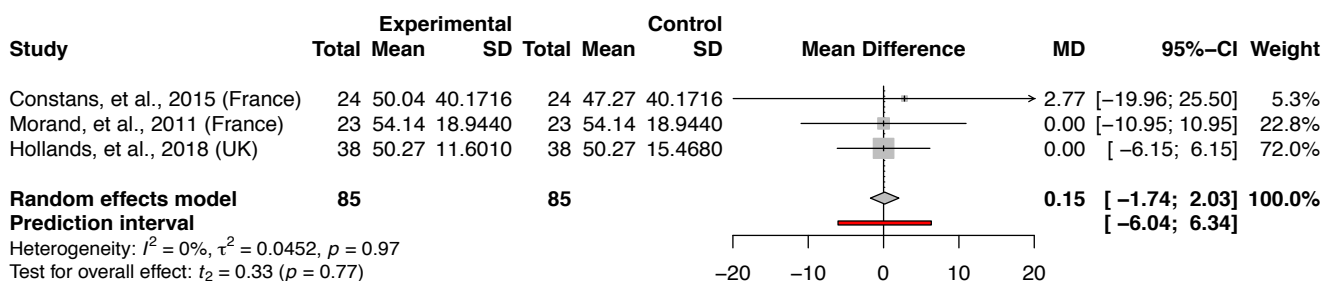 Experimental Control
Study Total Mean SD Total Mean SD Mean Difference MD 95%−CI Weight
Constans, et al., 2015 (France) 24 50.04 40.1716 24 47.27 40.1716 2.77 [−19.96; 25.50] 5.3%
Morand, et al., 2011 (France) 23 54.14 18.9440 23 54.14 18.9440 0.00 [−10.95; 10.95] 22.8%
Hollands, et al., 2018 (UK) 38 50.27 11.6010 38 50.27 15.4680 0.00 [ −6.15; 6.15] 72.0%
Random effects model 85 85 0.15 [ −1.74; 2.03] 100.0%
Prediction interval [ −6.04; 6.34]
Heterogeneity: I² = 0%, τ² = 0.0452, p = 0.97
Test for overall effect: t₂ = 0.33 (p = 0.77)
−20 −10 0 10 20